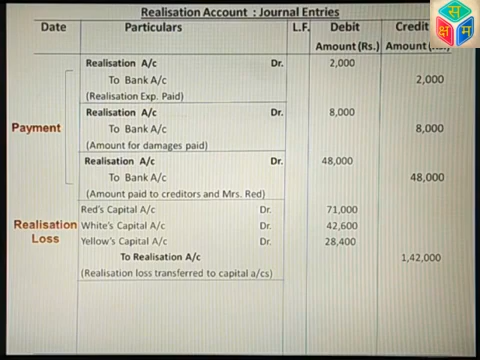 Realisation Account : Journal Entries
स
क्ष म
Date Particulars L.F. Debit Credit
Amount (Rs.) Amount
Realisation A/c Dr. 2,000
To Bank A/c 2,000
(Realisation Exp. Paid)
Realisation A/c Dr. 8,000
Payment To Bank A/c 8,000
(Amount for damages paid)
Realisation A/c Dr. 48,000
To Bank A/c 48,000
(Amount paid to creditors and Mrs. Red)
Red's Capital A/c Dr. 71,000
Realisation White's Capital A/c Dr. 42,600
Loss Yellow's Capital A/c Dr. 28,400
To Realisation A/c 1,42,000
(Realisation loss transferred to capital a/cs)